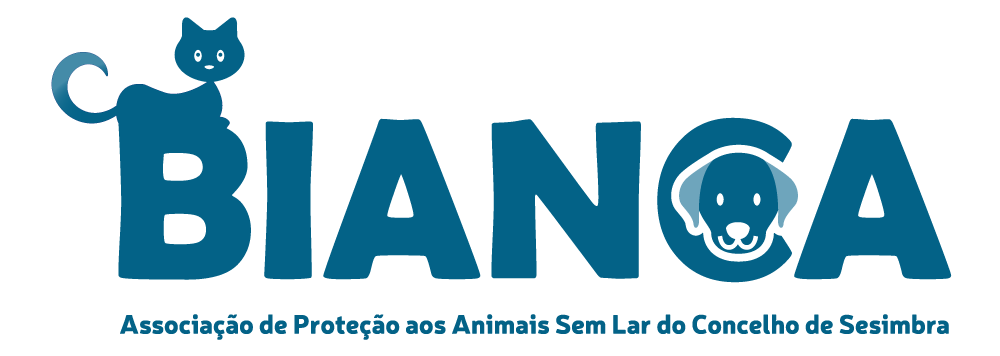 BIANCA
Associação de Proteção aos Animais Sem Lar do Concelho de Sesimbra